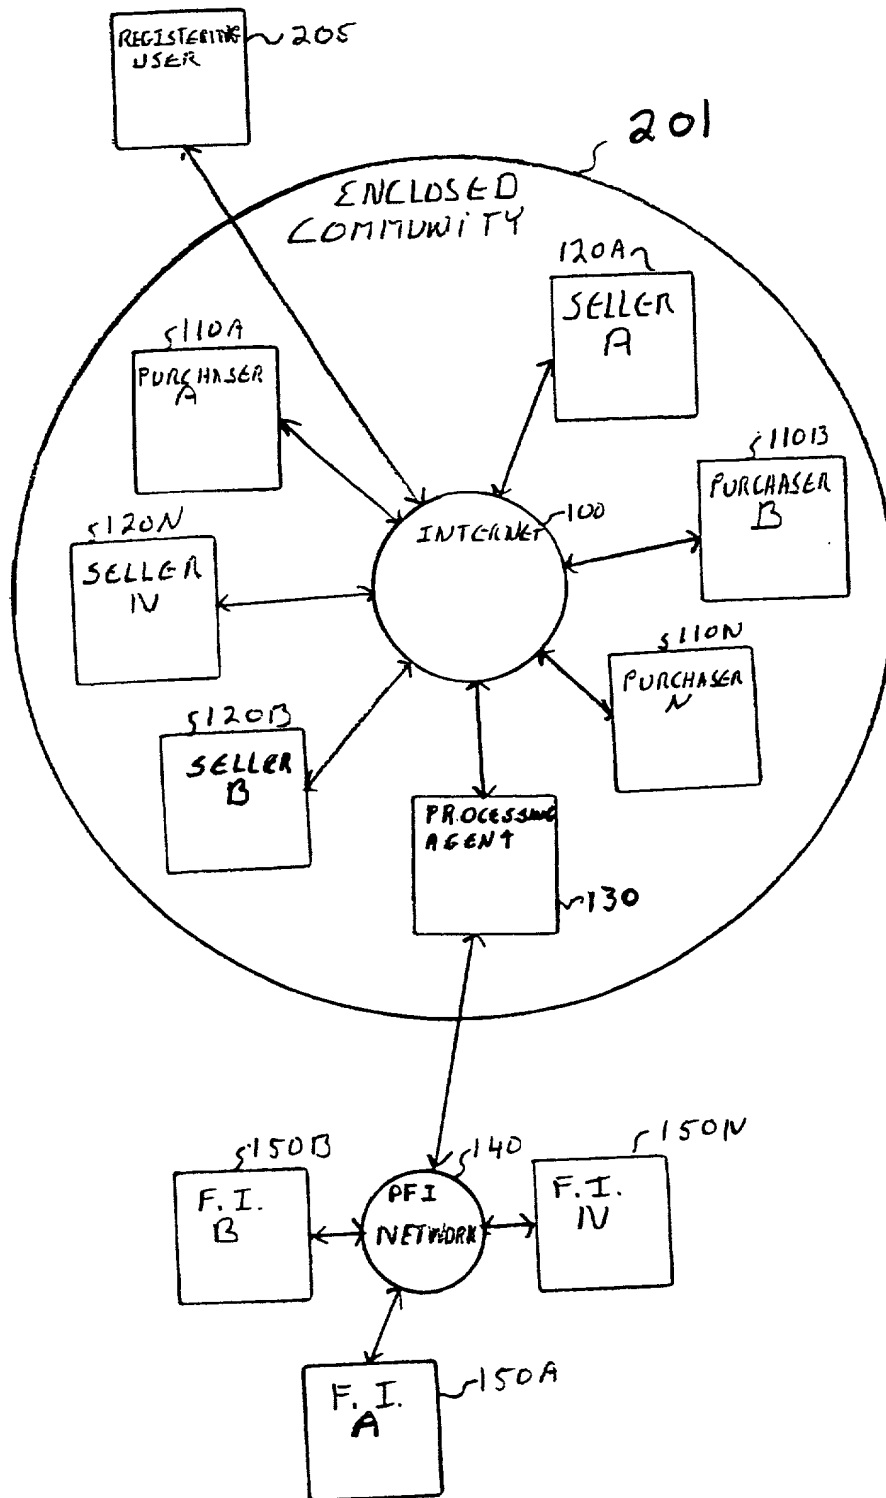 REGISTERING
USER
205
201
ENCLOSED
COMMUNITY
120A
SELLER
A
110A
PURCHASER
A
110B
PURCHASER
B
INTERNET
100
120N
SELLER
N
110N
PURCHASER
N
120B
SELLER
B
PROCESSING
AGENT
130
150B
F. I.
B
140
PFI
NETWORK
150N
F. I.
N
150A
F. I.
A